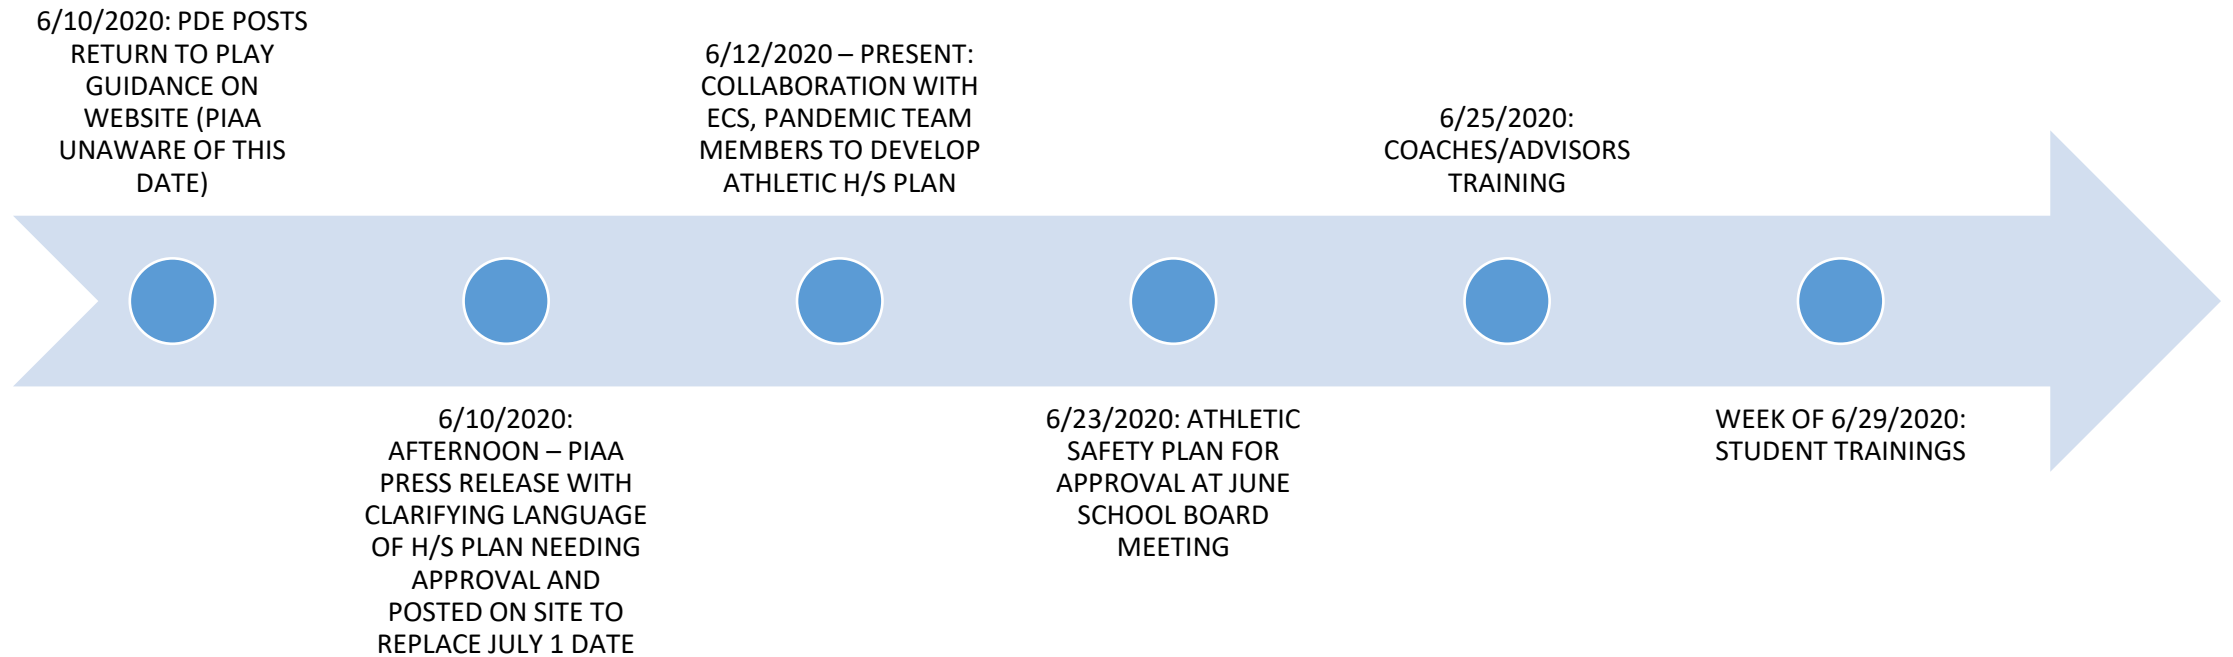 6/10/2020: PDE POSTS
RETURN TO PLAY
GUIDANCE ON
WEBSITE (PIAA
UNAWARE OF THIS
DATE)
6/10/2020:
AFTERNOON – PIAA
PRESS RELEASE WITH
CLARIFYING LANGUAGE
OF H/S PLAN NEEDING
APPROVAL AND
POSTED ON SITE TO
REPLACE JULY 1 DATE
6/12/2020 – PRESENT:
COLLABORATION WITH
ECS, PANDEMIC TEAM
MEMBERS TO DEVELOP
ATHLETIC H/S PLAN
6/23/2020: ATHLETIC
SAFETY PLAN FOR
APPROVAL AT JUNE
SCHOOL BOARD
MEETING
6/25/2020:
COACHES/ADVISORS
TRAINING
WEEK OF 6/29/2020:
STUDENT TRAININGS